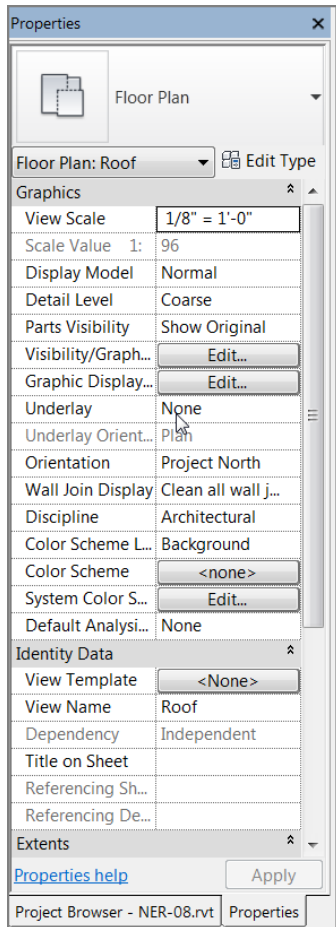 Properties
Floor Plan
Floor Plan: Roof Edit Type
Graphics
View Scale 1/8" = 1'-0"
Scale Value 1: 96
Display Model Normal
Detail Level Coarse
Parts Visibility Show Original
Visibility/Graph... Edit...
Graphic Display... Edit...
Underlay None
Underlay Orient... Plan
Orientation Project North
Wall Join Display Clean all wall j...
Discipline Architectural
Color Scheme L... Background
Color Scheme <none>
System Color S... Edit...
Default Analysi... None
Identity Data
View Template <None>
View Name Roof
Dependency Independent
Title on Sheet
Referencing Sh...
Referencing De...
Extents
Properties help Apply
Project Browser - NER-08.rvt Properties